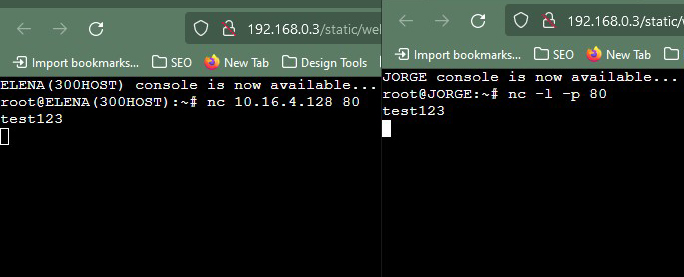 192.168.0.3/static/wel
Import bookmarks... SEO New Tab Design Tools
ELENA(300HOST) console is now available...
root@ELENA(300HOST):~# nc 10.16.4.128 80
test123
192.168.0.3/static/
Import bookmarks... SEO New Tab
JORGE console is now available...
root@JORGE:~# nc -l -p 80
test123